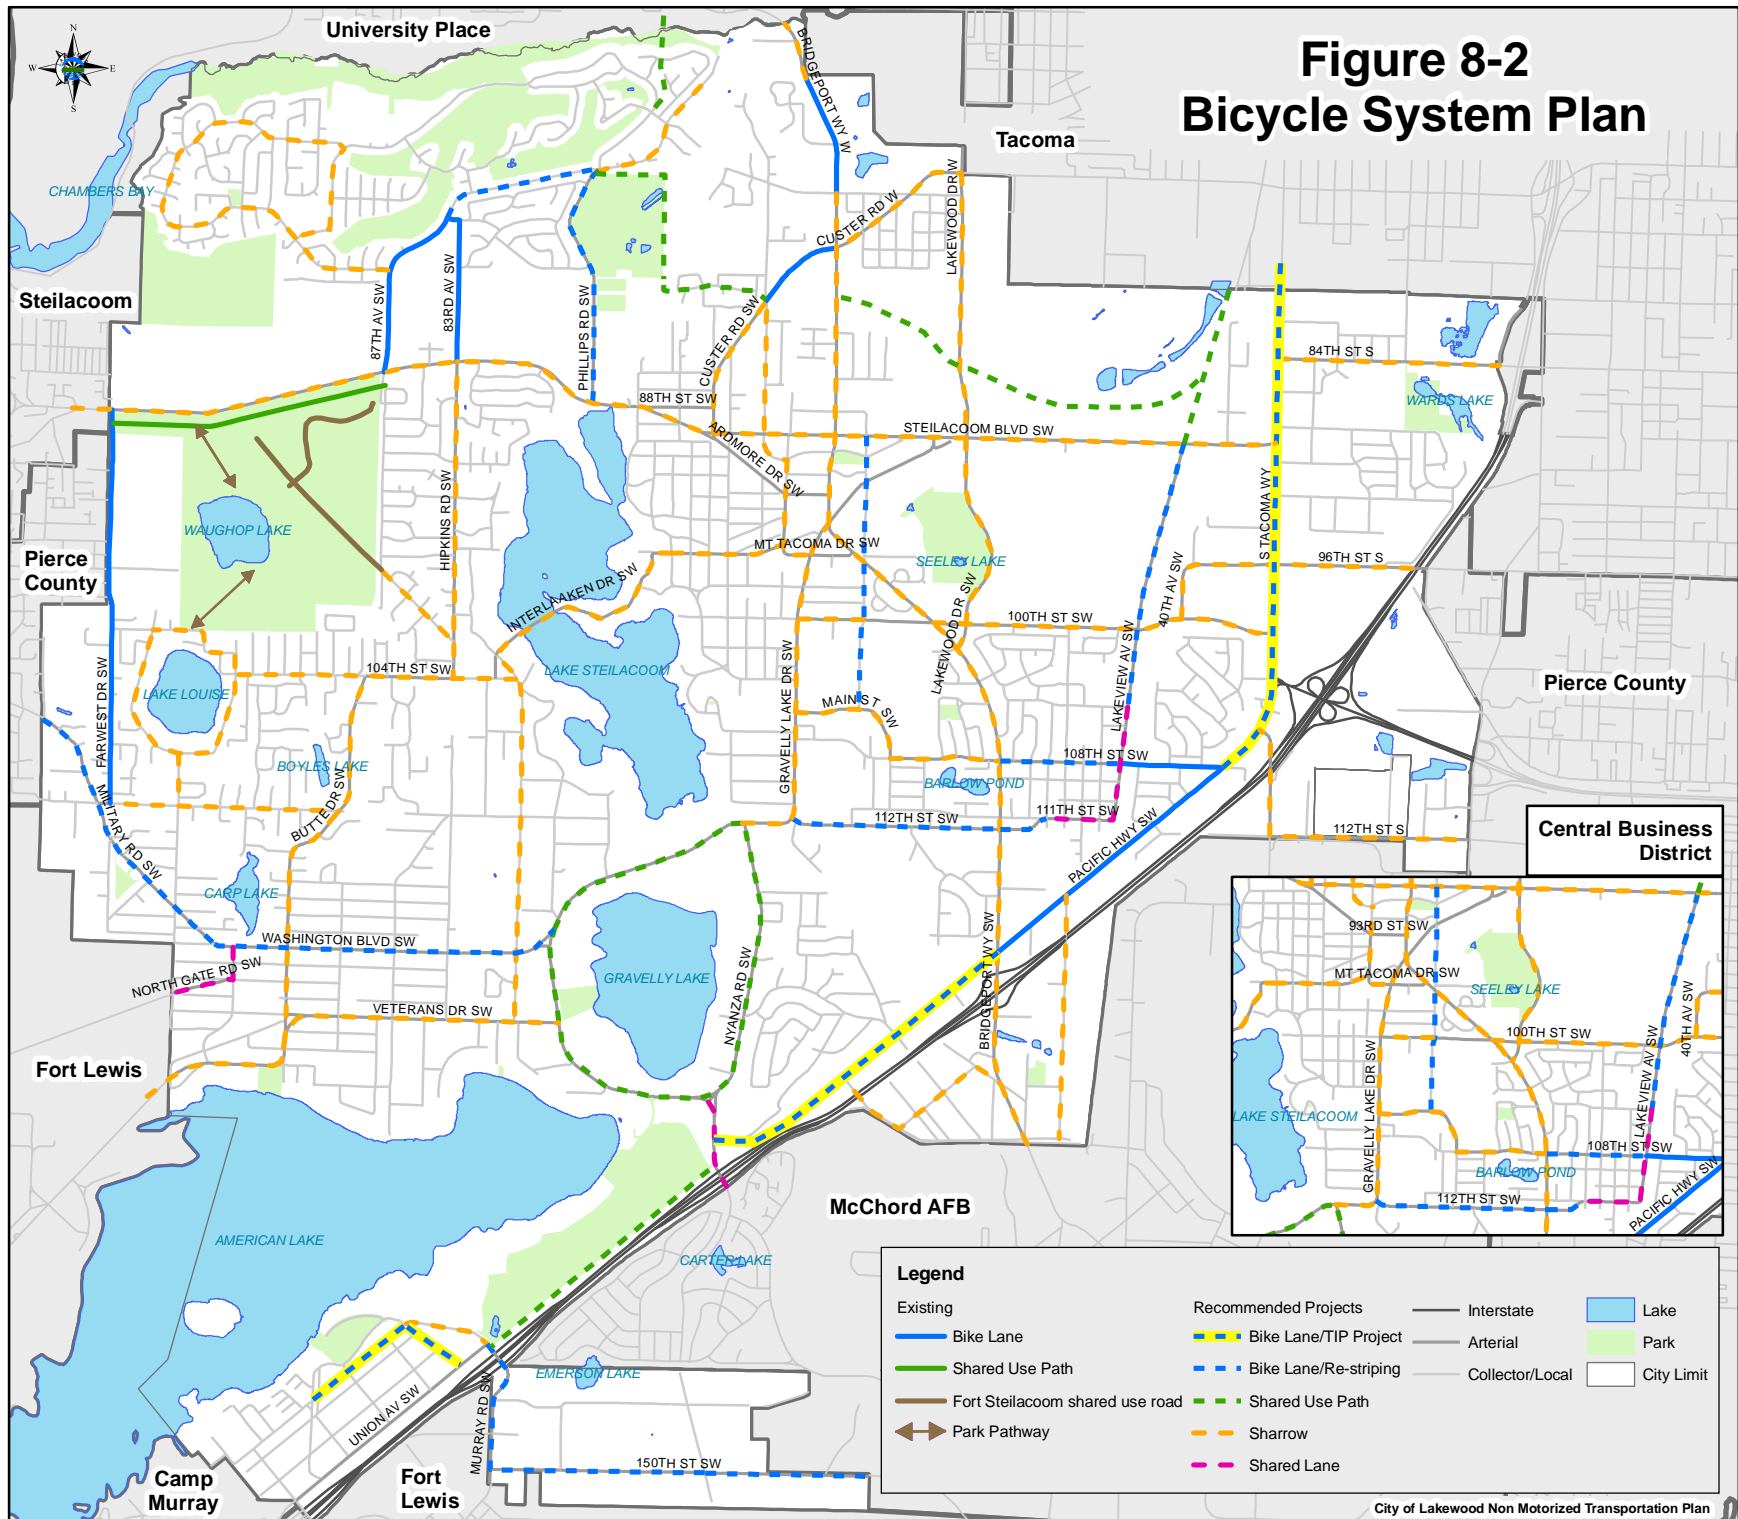 Figure 8-2
Bicycle System Plan
N
W
E
S
University Place
Tacoma
CHAMBERS BAY
Steilacoom
Pierce
County
Fort Lewis
Pierce County
McChord AFB
Camp
Murray
Fort
Lewis
BRIDGEPORT WY W
CUSTER RD W
LAKEWOOD DR W
87TH AV SW
83RD AV SW
PHILLIPS RD SW
CUSTER RD SW
88TH ST SW
ARDMORE DR SW
STEILACOOM BLVD SW
84TH ST S
WARDS LAKE
S TACOMA WY
96TH ST S
WAUGHOP LAKE
HIPKINS RD SW
INTERLAAKEN DR SW
MT TACOMA DR SW
SEELEY LAKE
LAKEWOOD DR SW
100TH ST SW
40TH AV SW
LAKEVIEW AV SW
FARWEST DR SW
LAKE LOUISE
104TH ST SW
LAKE STEILACOOM
GRAVELLY LAKE DR SW
MAIN ST SW
108TH ST SW
BARLOW POND
BOYLES LAKE
BUTTE DR SW
MILITARY RD SW
112TH ST SW
111TH ST SW
PACIFIC HWY SW
112TH ST S
CARP LAKE
WASHINGTON BLVD SW
NORTH GATE RD SW
VETERANS DR SW
GRAVELLY LAKE
NYANZA RD SW
BRIDGEPORT WY SW
AMERICAN LAKE
CARTER LAKE
EMERSON LAKE
UNION AV SW
MURRAY RD SW
150TH ST SW
Central Business
District
93RD ST SW
MT TACOMA DR SW
SEELEY LAKE
40TH AV SW
100TH ST SW
LAKEVIEW AV SW
GRAVELLY LAKE DR SW
LAKE STEILACOOM
108TH ST SW
BARLOW POND
112TH ST SW
PACIFIC HWY SW
Legend
Existing
Bike Lane
Shared Use Path
Fort Steilacoom shared use road
Park Pathway
Recommended Projects
Bike Lane/TIP Project
Bike Lane/Re-striping
Shared Use Path
Sharrow
Shared Lane
Interstate
Arterial
Collector/Local
Lake
Park
City Limit
City of Lakewood Non Motorized Transportation Plan